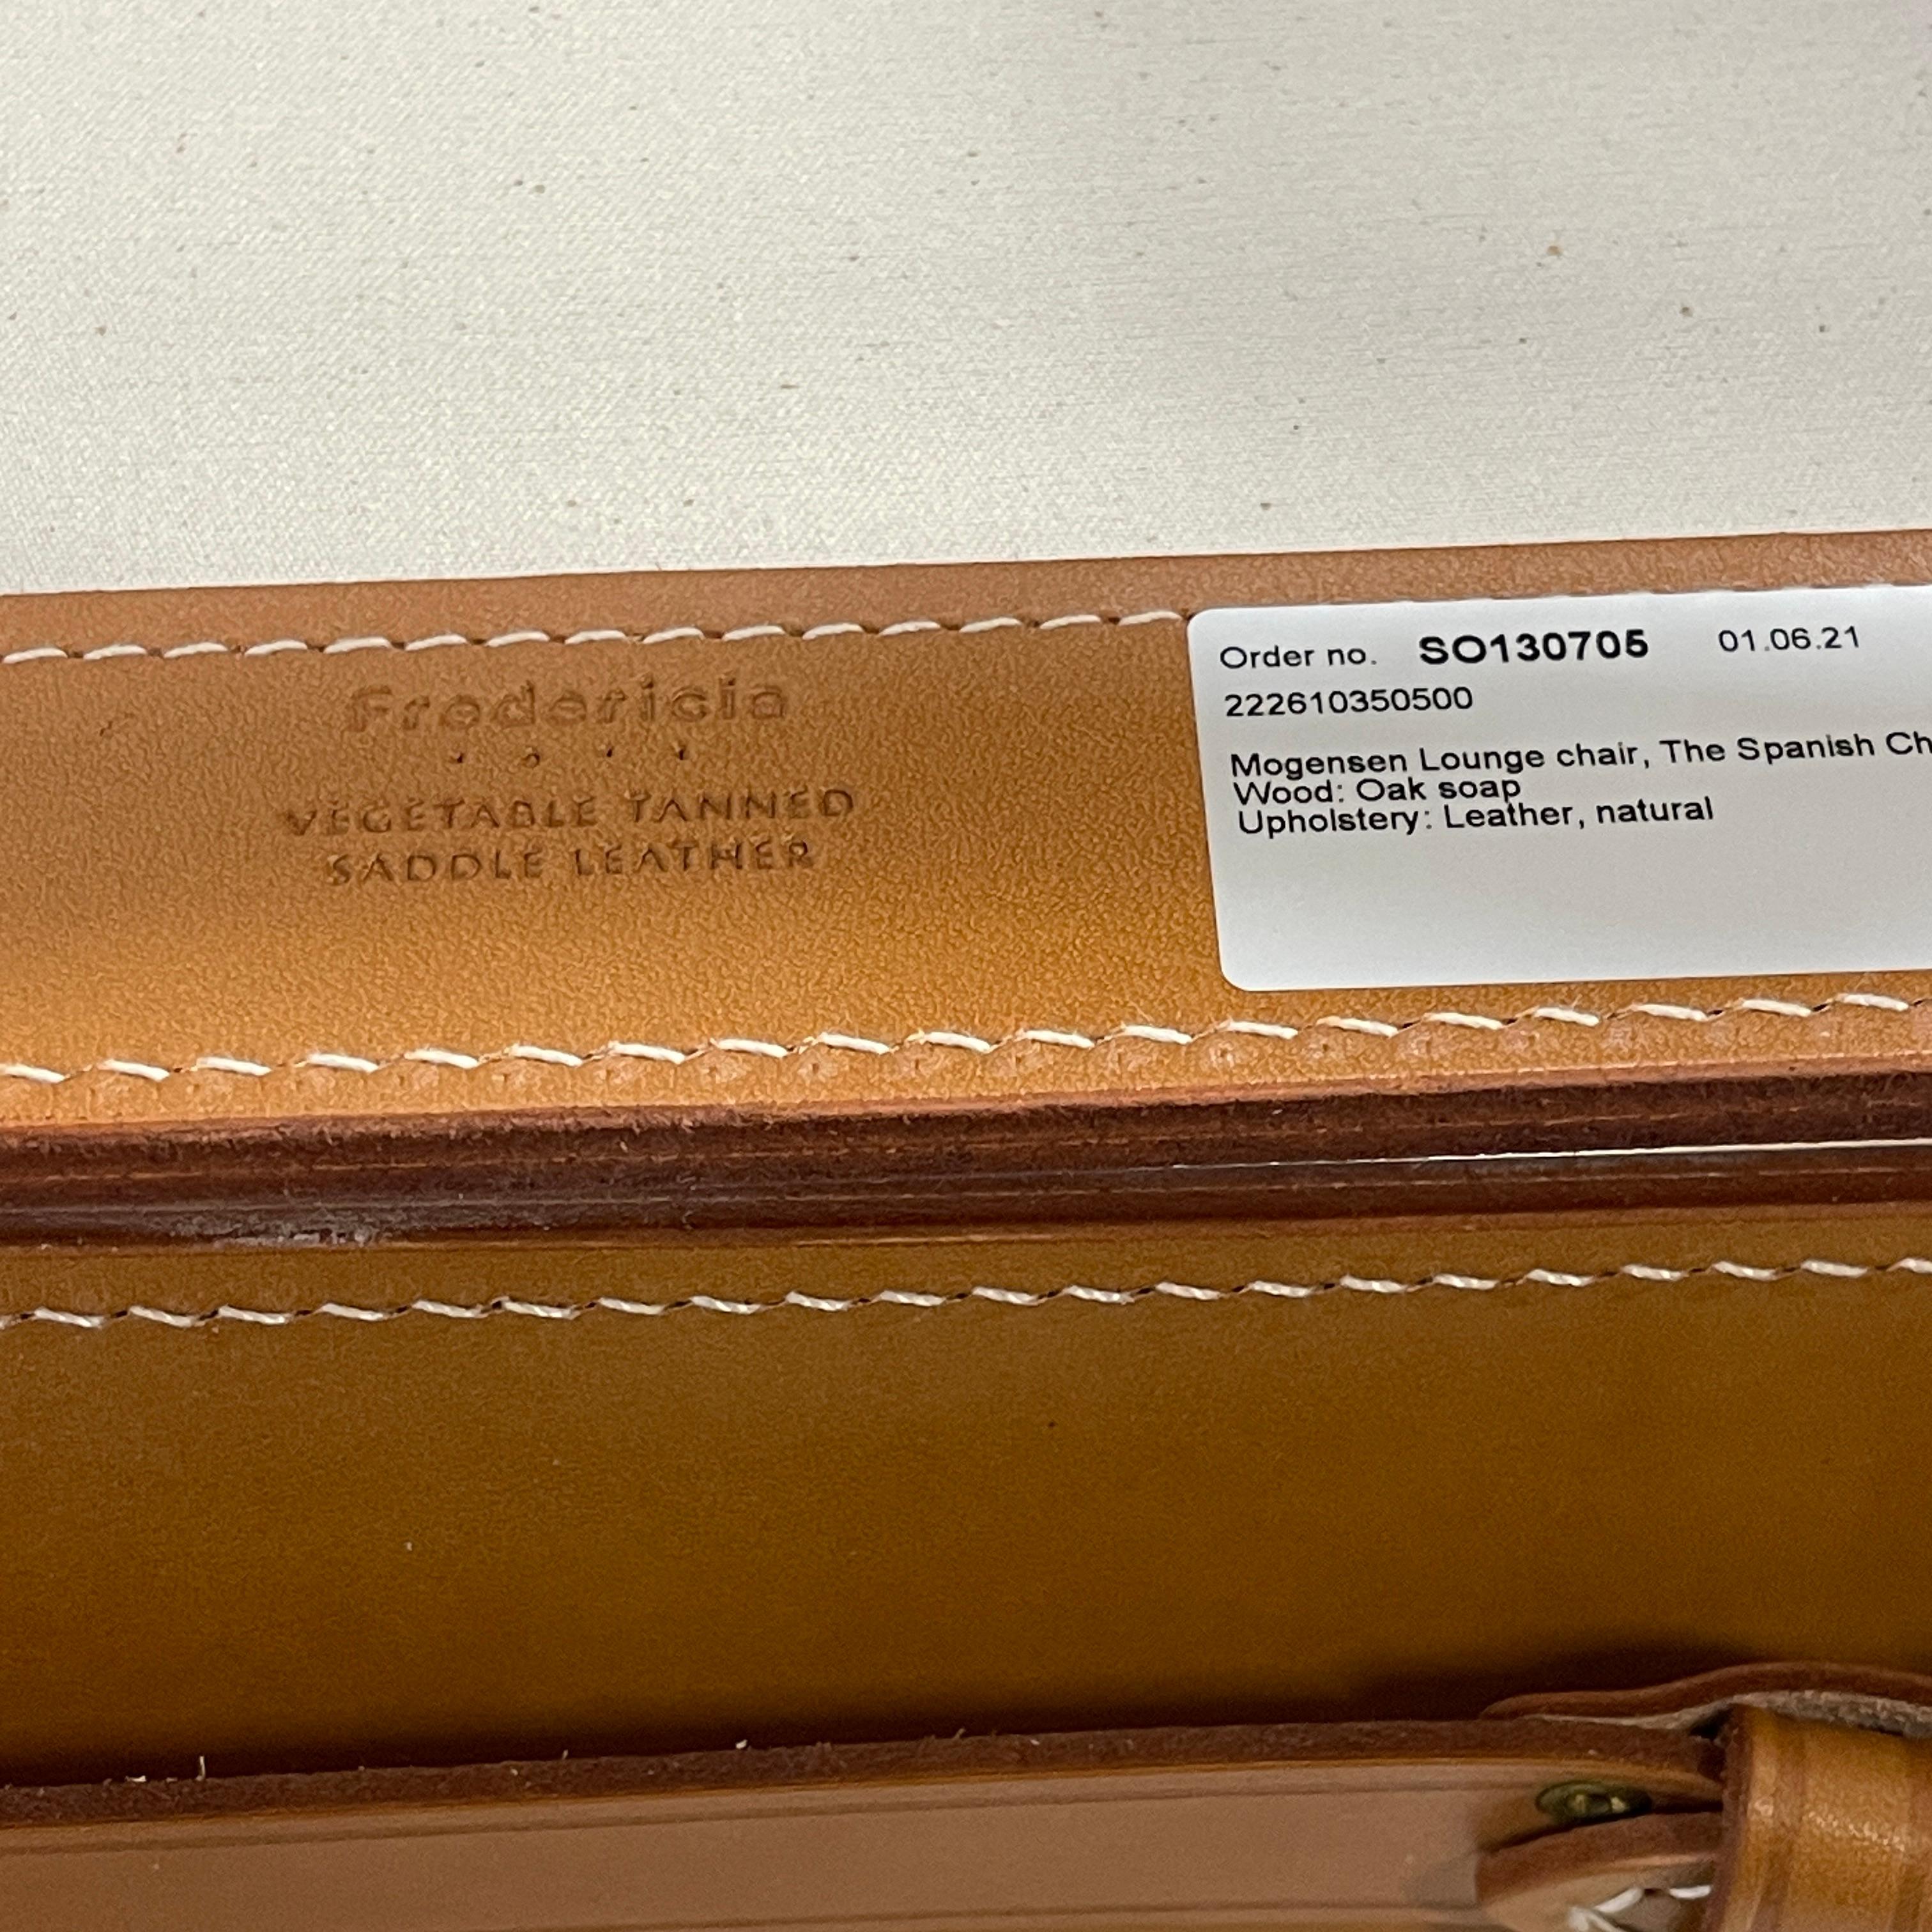 Fredericia
VEGETABLE TANNED
SADDLE LEATHER
Order no. SO130705 01.06.21
222610350500
Mogensen Lounge chair, The Spanish Ch
Wood: Oak soap
Upholstery: Leather, natural